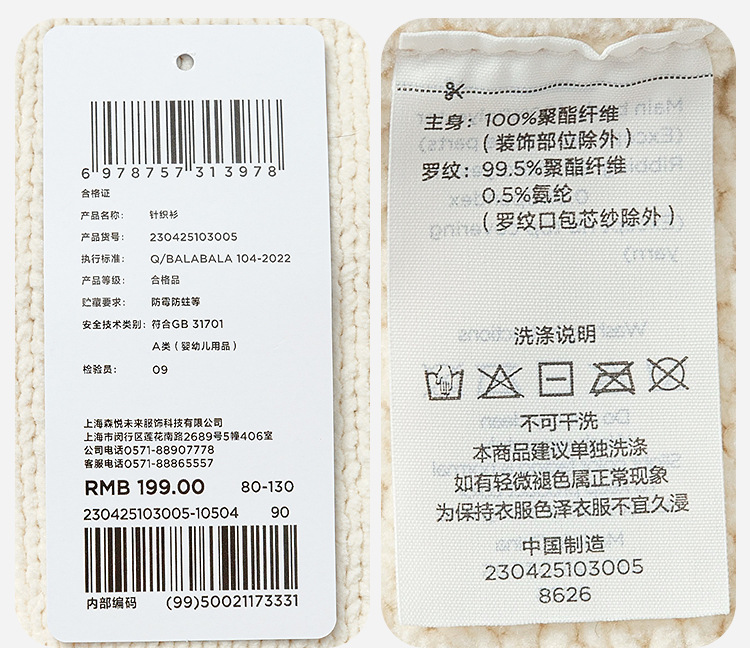 6 978757 313978
合格证
产品名称： 针织衫
产品货号： 230425103005
执行标准： Q/BALABALA 104-2022
产品等级： 合格品
贮藏要求： 防霉防蛀等
安全技术类别： 符合GB 31701
A类（婴幼儿用品）
检验员： 09
上海森悦未来服饰科技有限公司
上海市闵行区莲花南路2689号5幢406室
公司电话0571-88907778
客服电话0571-88865557
RMB 199.00 80-130
230425103005-10504 90
内部编码 (99)50021173331
主身：100%聚酯纤维
（装饰部位除外）
罗纹：99.5%聚酯纤维
0.5%氨纶
（罗纹口包芯纱除外）
洗涤说明
不可干洗
本商品建议单独洗涤
如有轻微褪色属正常现象
为保持衣服色泽衣服不宜久浸
中国制造
230425103005
8626